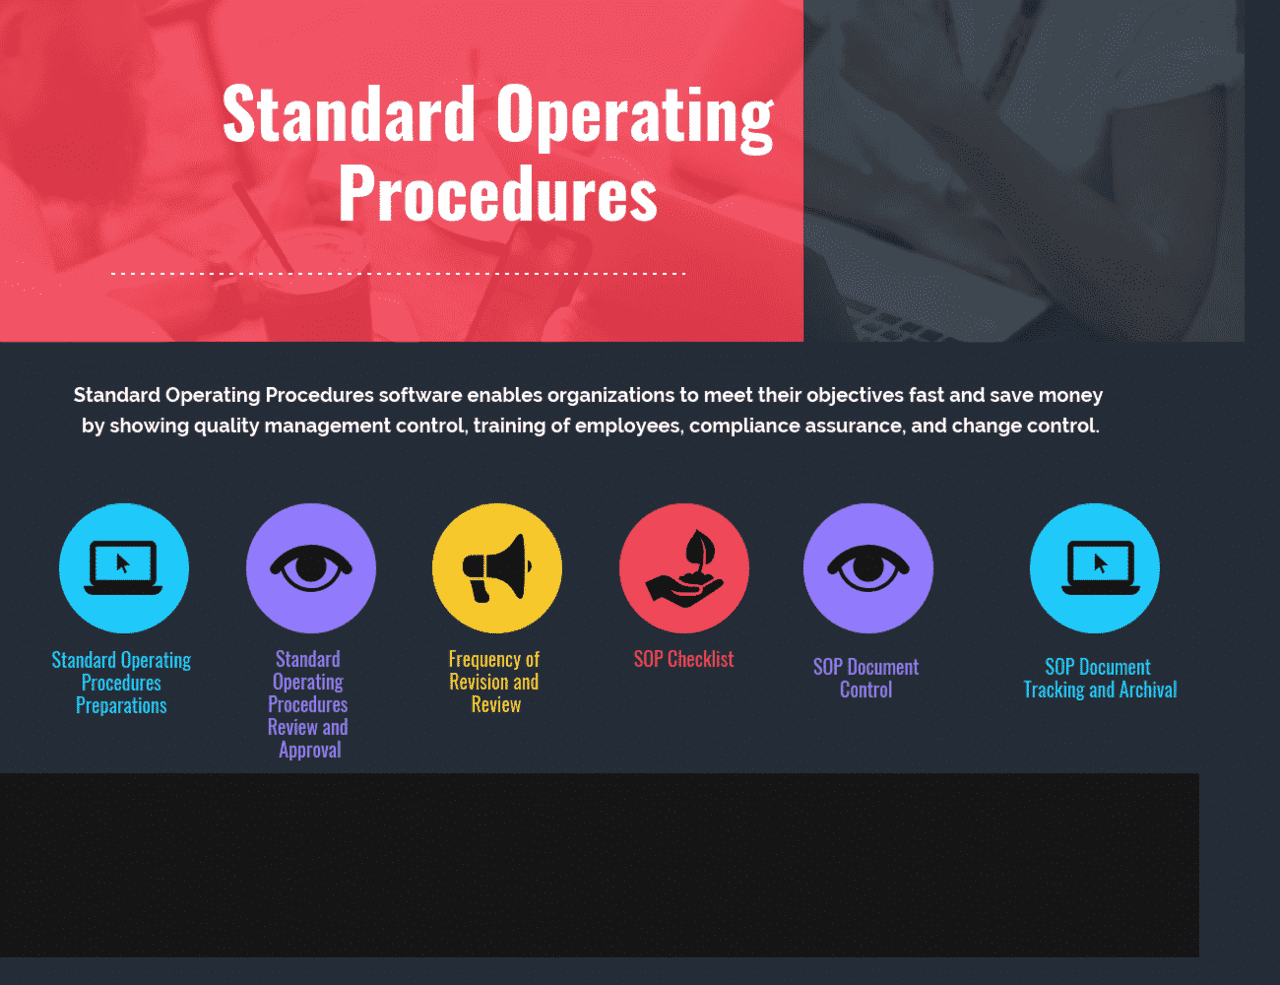 Standard Operating
Procedures
Standard Operating Procedures software enables organizations to meet their objectives fast and save money
by showing quality management control, training of employees, compliance assurance, and change control.
Standard Operating
Procedures
Preparations
Standard
Operating
Procedures
Review and
Approval
Frequency of
Revision and
Review
SOP Checklist
SOP Document
Control
SOP Document
Tracking and Archival